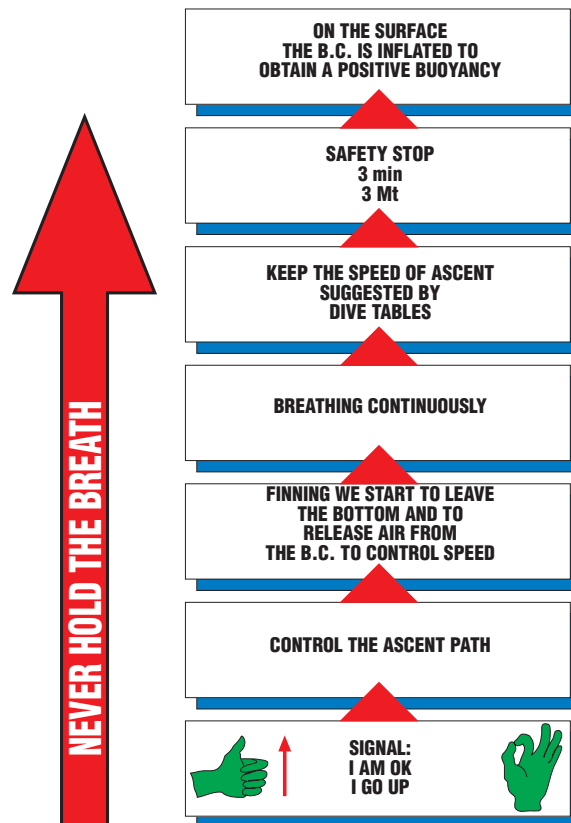 ON THE SURFACE
THE B.C. IS INFLATED TO
OBTAIN A POSITIVE BUOYANCY
SAFETY STOP
3 min
3 Mt
KEEP THE SPEED OF ASCENT
SUGGESTED BY
DIVE TABLES
BREATHING CONTINUOUSLY
FINNING WE START TO LEAVE
THE BOTTOM AND TO
RELEASE AIR FROM
THE B.C. TO CONTROL SPEED
CONTROL THE ASCENT PATH
SIGNAL:
I AM OK
I GO UP
NEVER HOLD THE BREATH